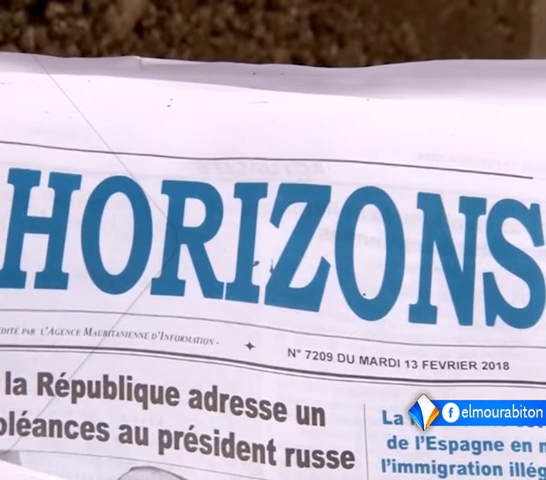 HORIZONS
ÉDITÉ PAR L'AGENCE MAURITANIENNE D'INFORMATION -
N° 7209 DU MARDI 13 FEVRIER 2018
la République adresse un
oléances au président russe
La
de l'Espagne en
l'immigration illég
elmourabiton